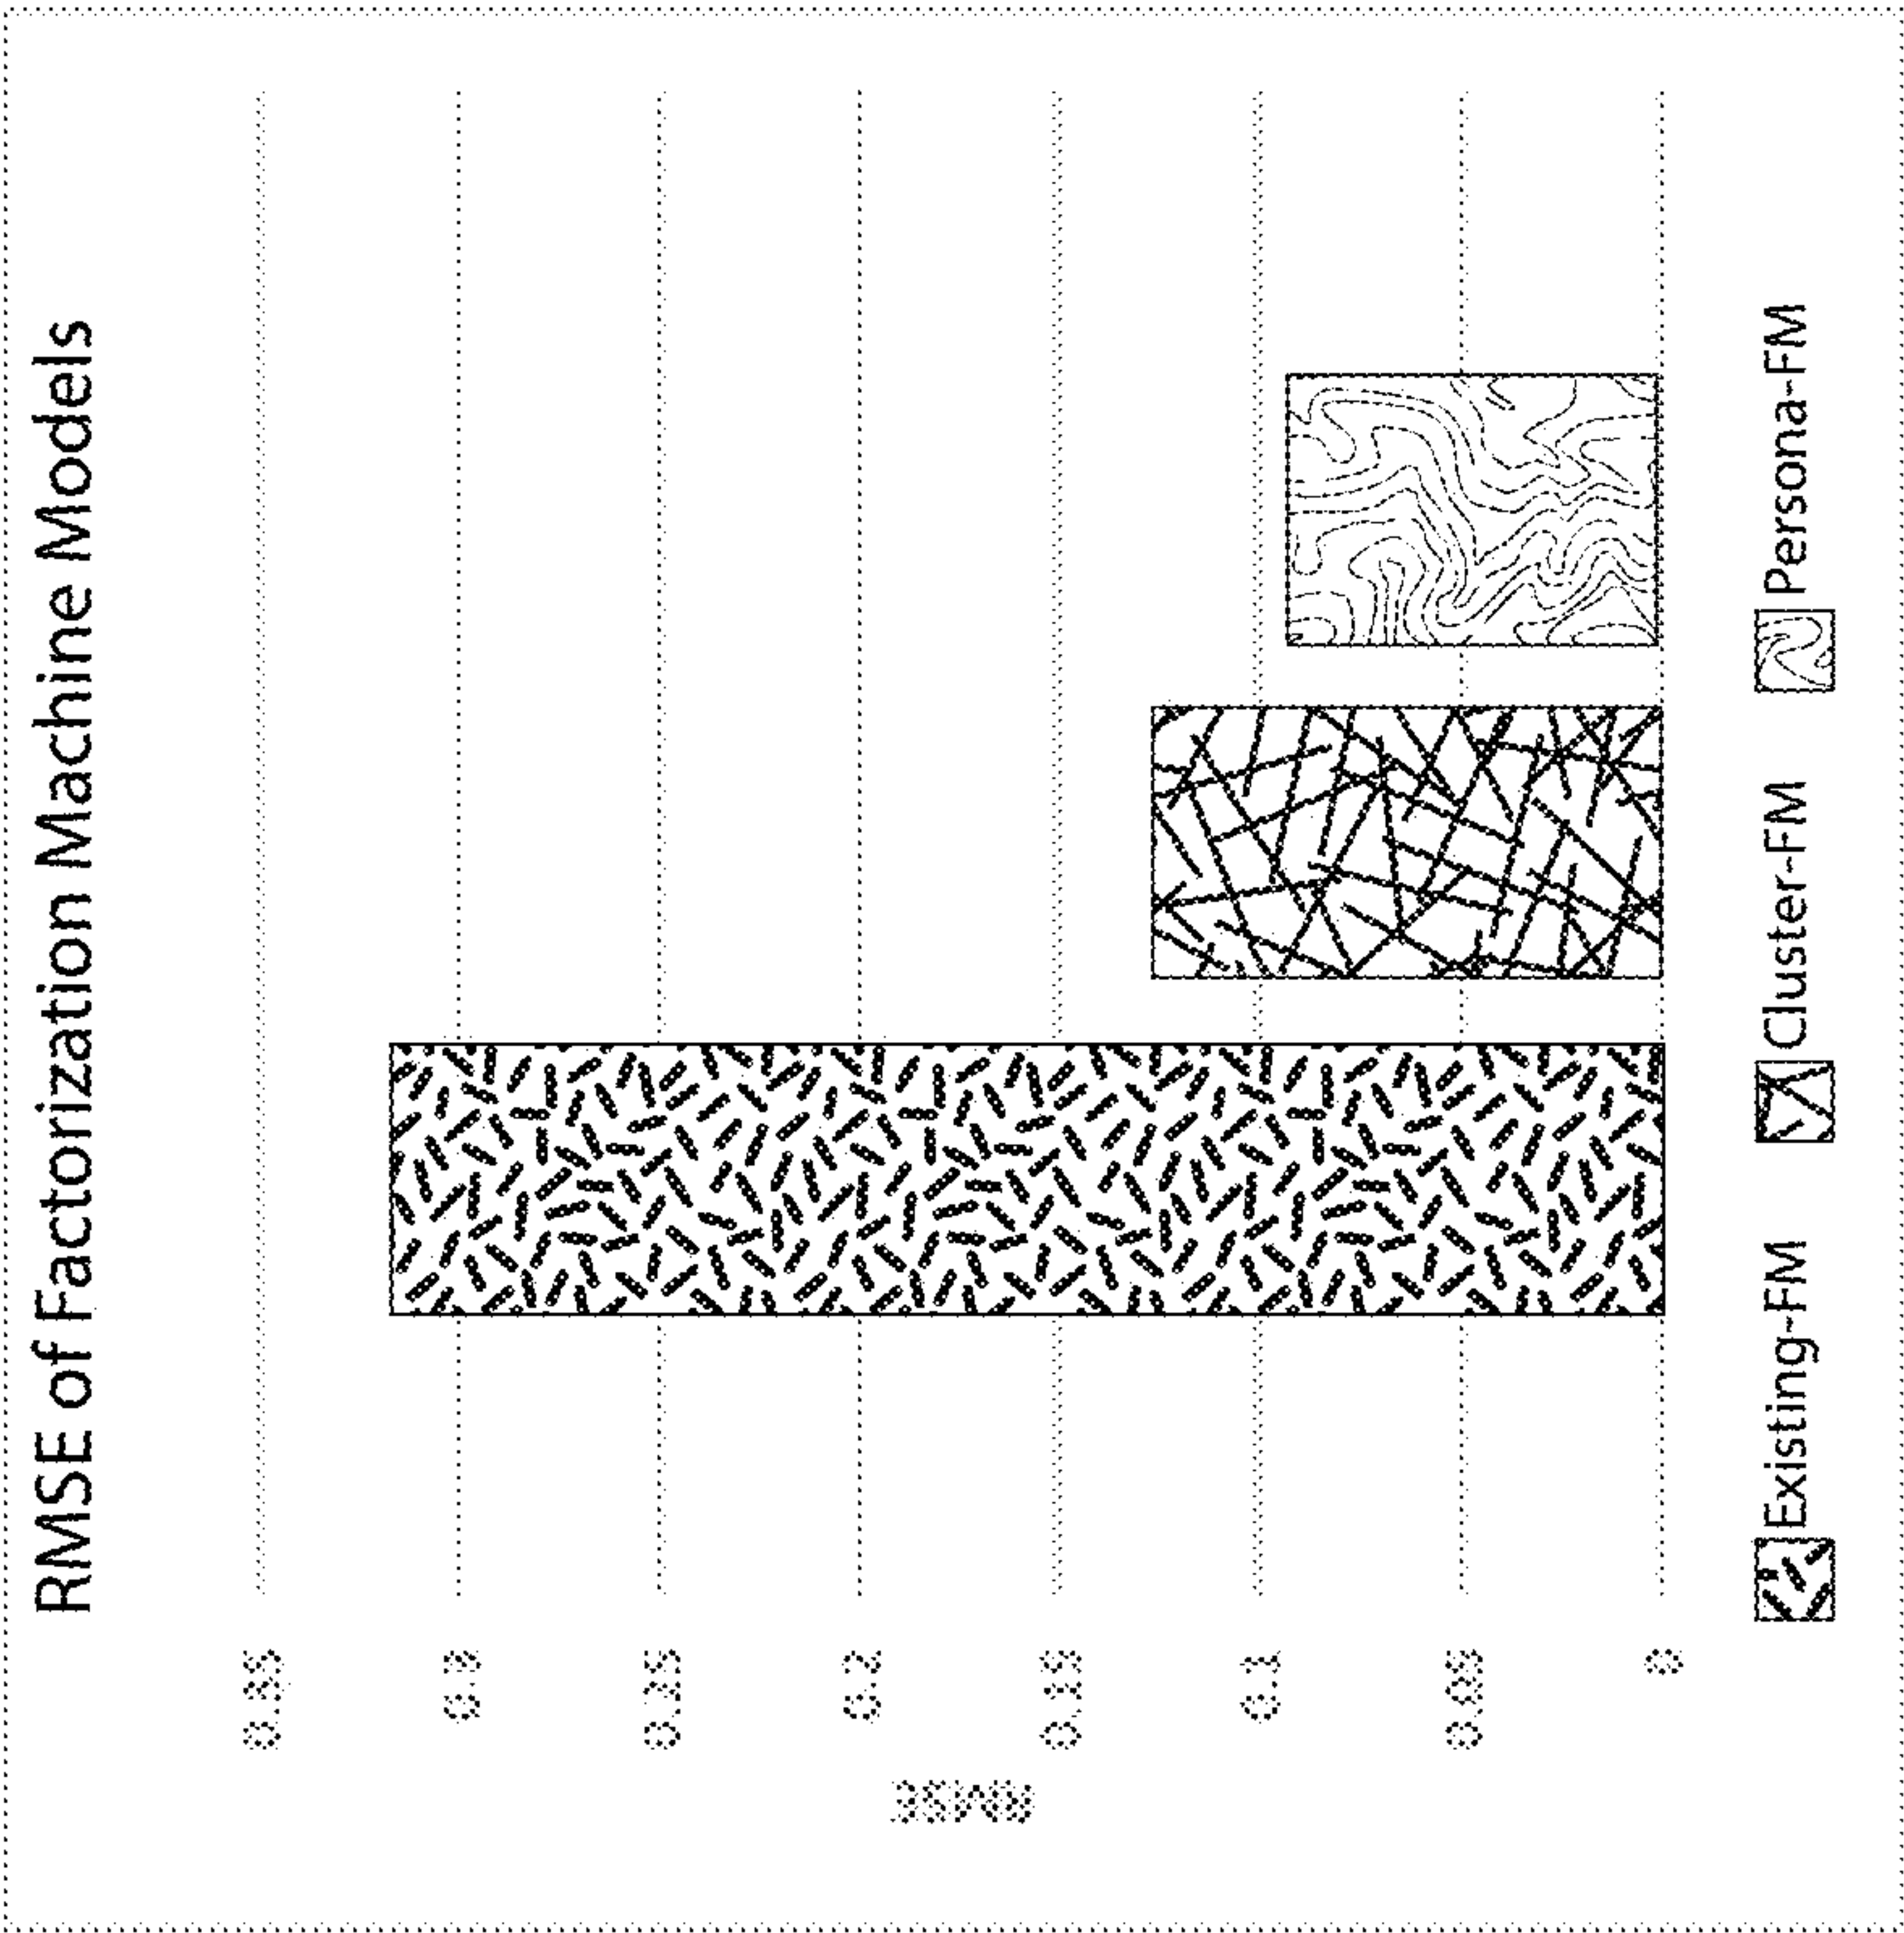 RMSE of Factorization Machine Models
RMSE
0.35
0.3
0.25
0.2
0.15
0.1
0.05
0
Existing-FM
Cluster-FM
Persona-FM